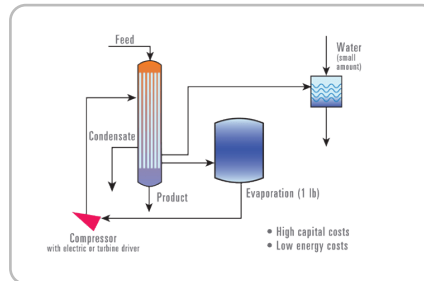 Feed
Water
(small
amount)
Condensate
Product
Evaporation (1 lb)
Compressor
with electric or turbine driver
• High capital costs
• Low energy costs